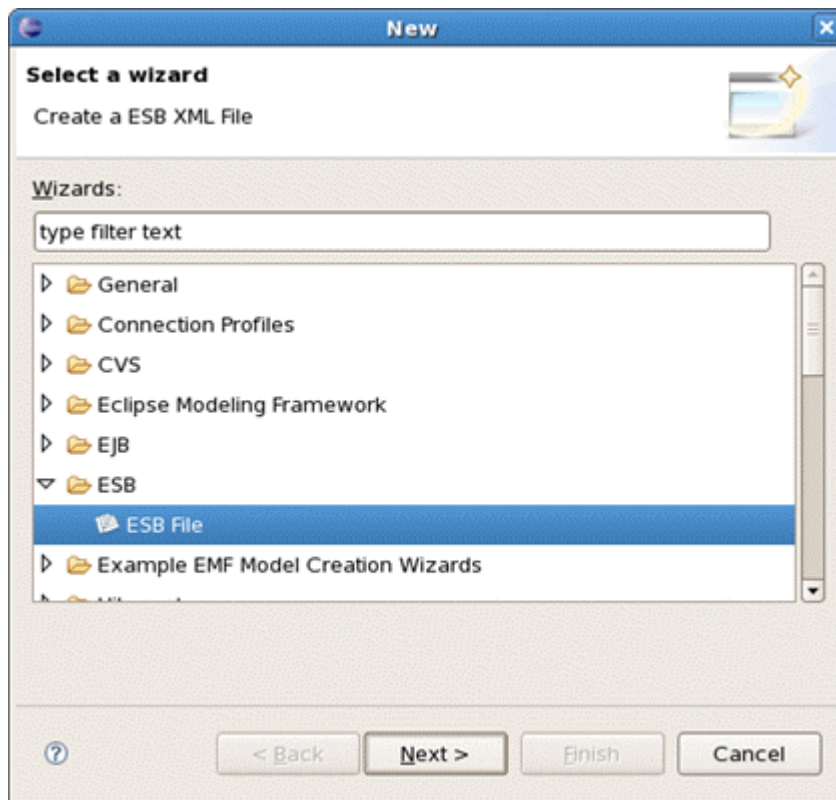 New
Select a wizard
Create a ESB XML File
Wizards:
type filter text
General
Connection Profiles
CVS
Eclipse Modeling Framework
EJB
ESB
ESB File
Example EMF Model Creation Wizards
< Back Next > Finish Cancel